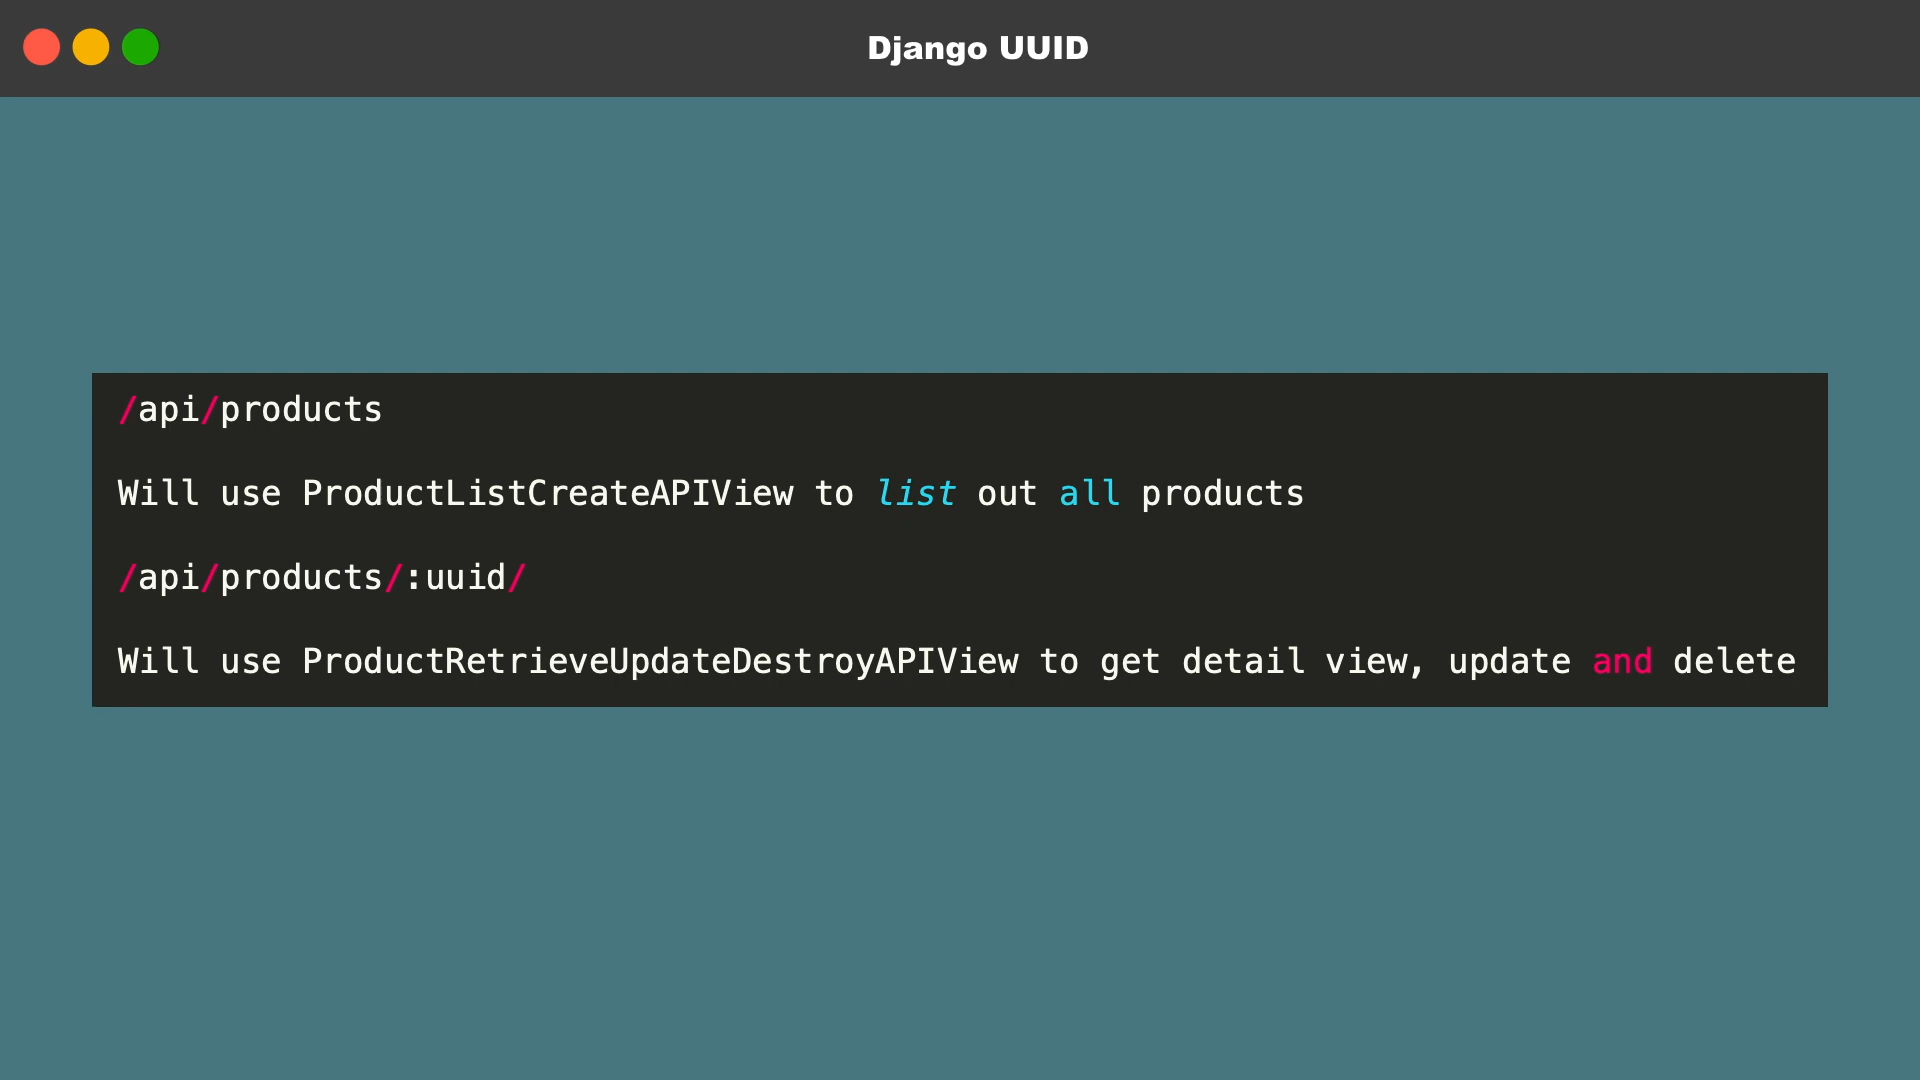 Django UUID
/api/products
Will use ProductListCreateAPIView to list out all products
/api/products/:uuid/
Will use ProductRetrieveUpdateDestroyAPIView to get detail view, update and delete